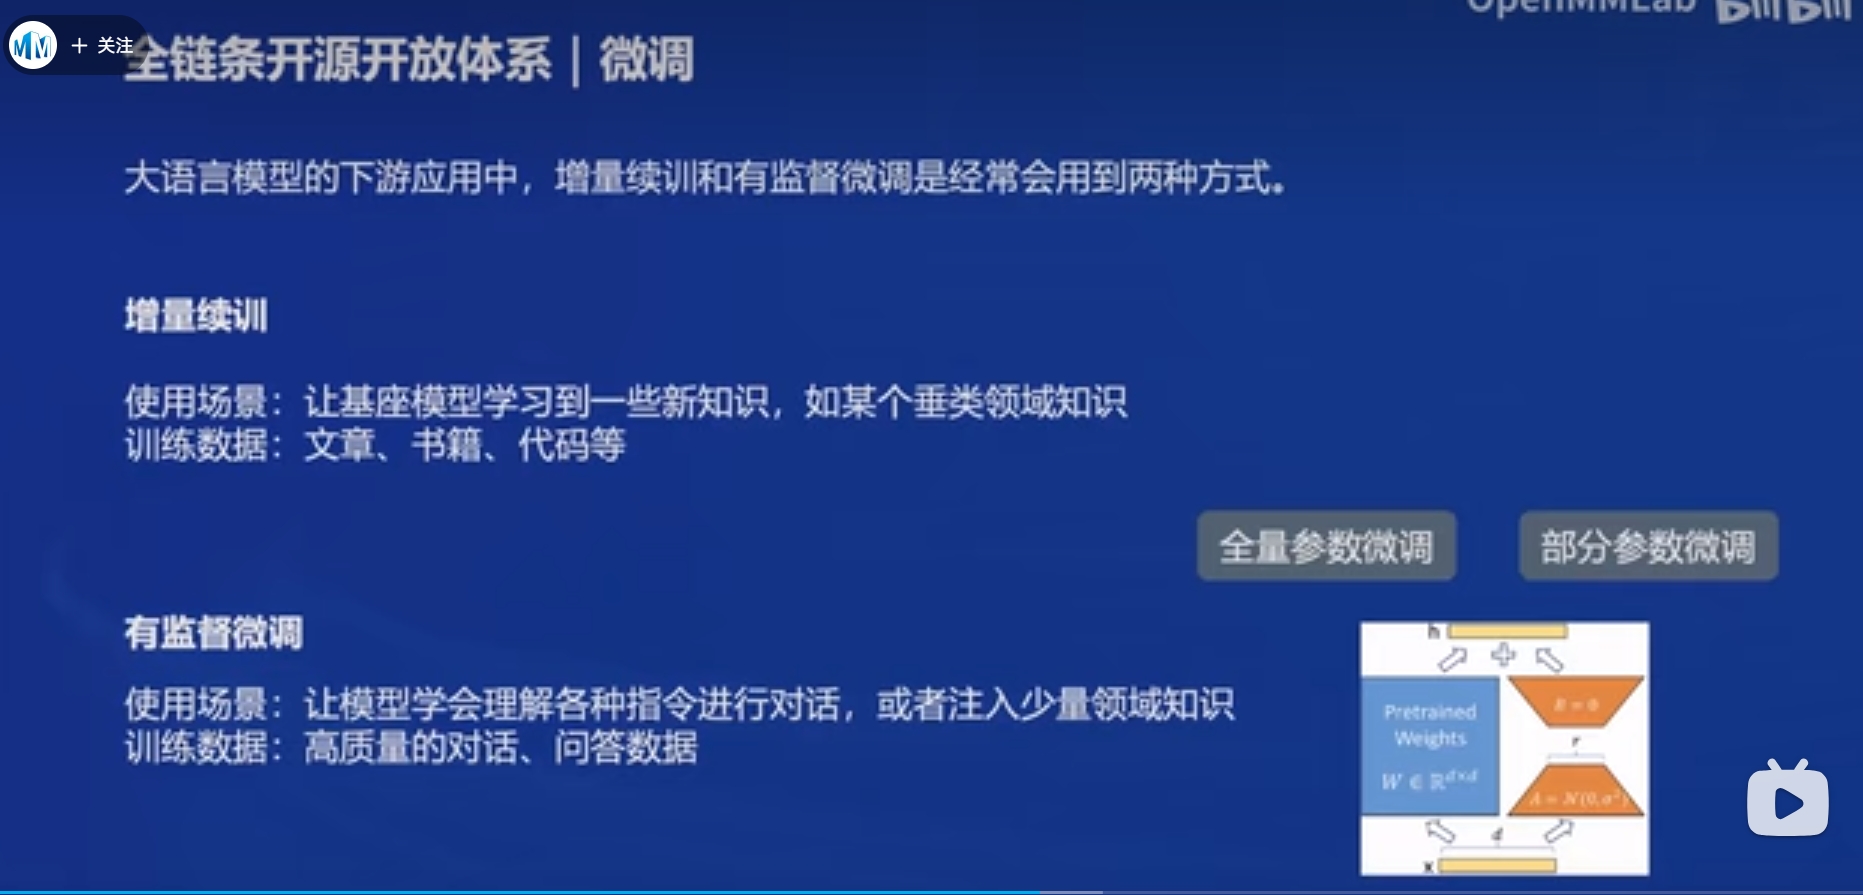 OpenMMLab bilibili
MM + 关注
全链条开源开放体系｜微调
大语言模型的下游应用中，增量续训和有监督微调是经常会用到两种方式。
增量续训
使用场景：让基座模型学习到一些新知识，如某个垂类领域知识
训练数据：文章、书籍、代码等
全量参数微调 部分参数微调
有监督微调
使用场景：让模型学会理解各种指令进行对话，或者注入少量领域知识
训练数据：高质量的对话、问答数据
h
Pretrained
Weights
W ∈ ℝ^{d×d}
B = 0
r
A = N(0, σ²)
d
x